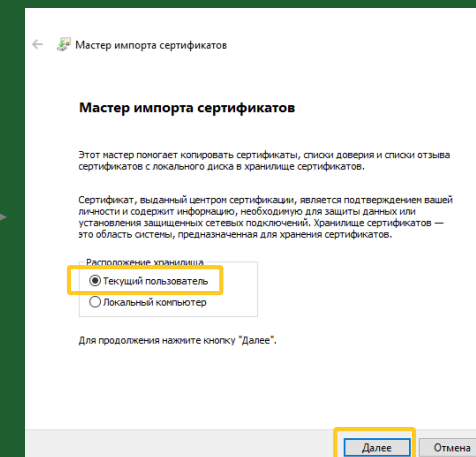 Мастер импорта сертификатов
Мастер импорта сертификатов
Этот мастер помогает копировать сертификаты, списки доверия и списки отзыва
сертификатов с локального диска в хранилище сертификатов.
Сертификат, выданный центром сертификации, является подтверждением вашей
личности и содержит информацию, необходимую для защиты данных или
установления защищенных сетевых подключений. Хранилище сертификатов —
это область системы, предназначенная для хранения сертификатов.
Расположение хранилища
Текущий пользователь
Локальный компьютер
Для продолжения нажмите кнопку "Далее".
Далее Отмена